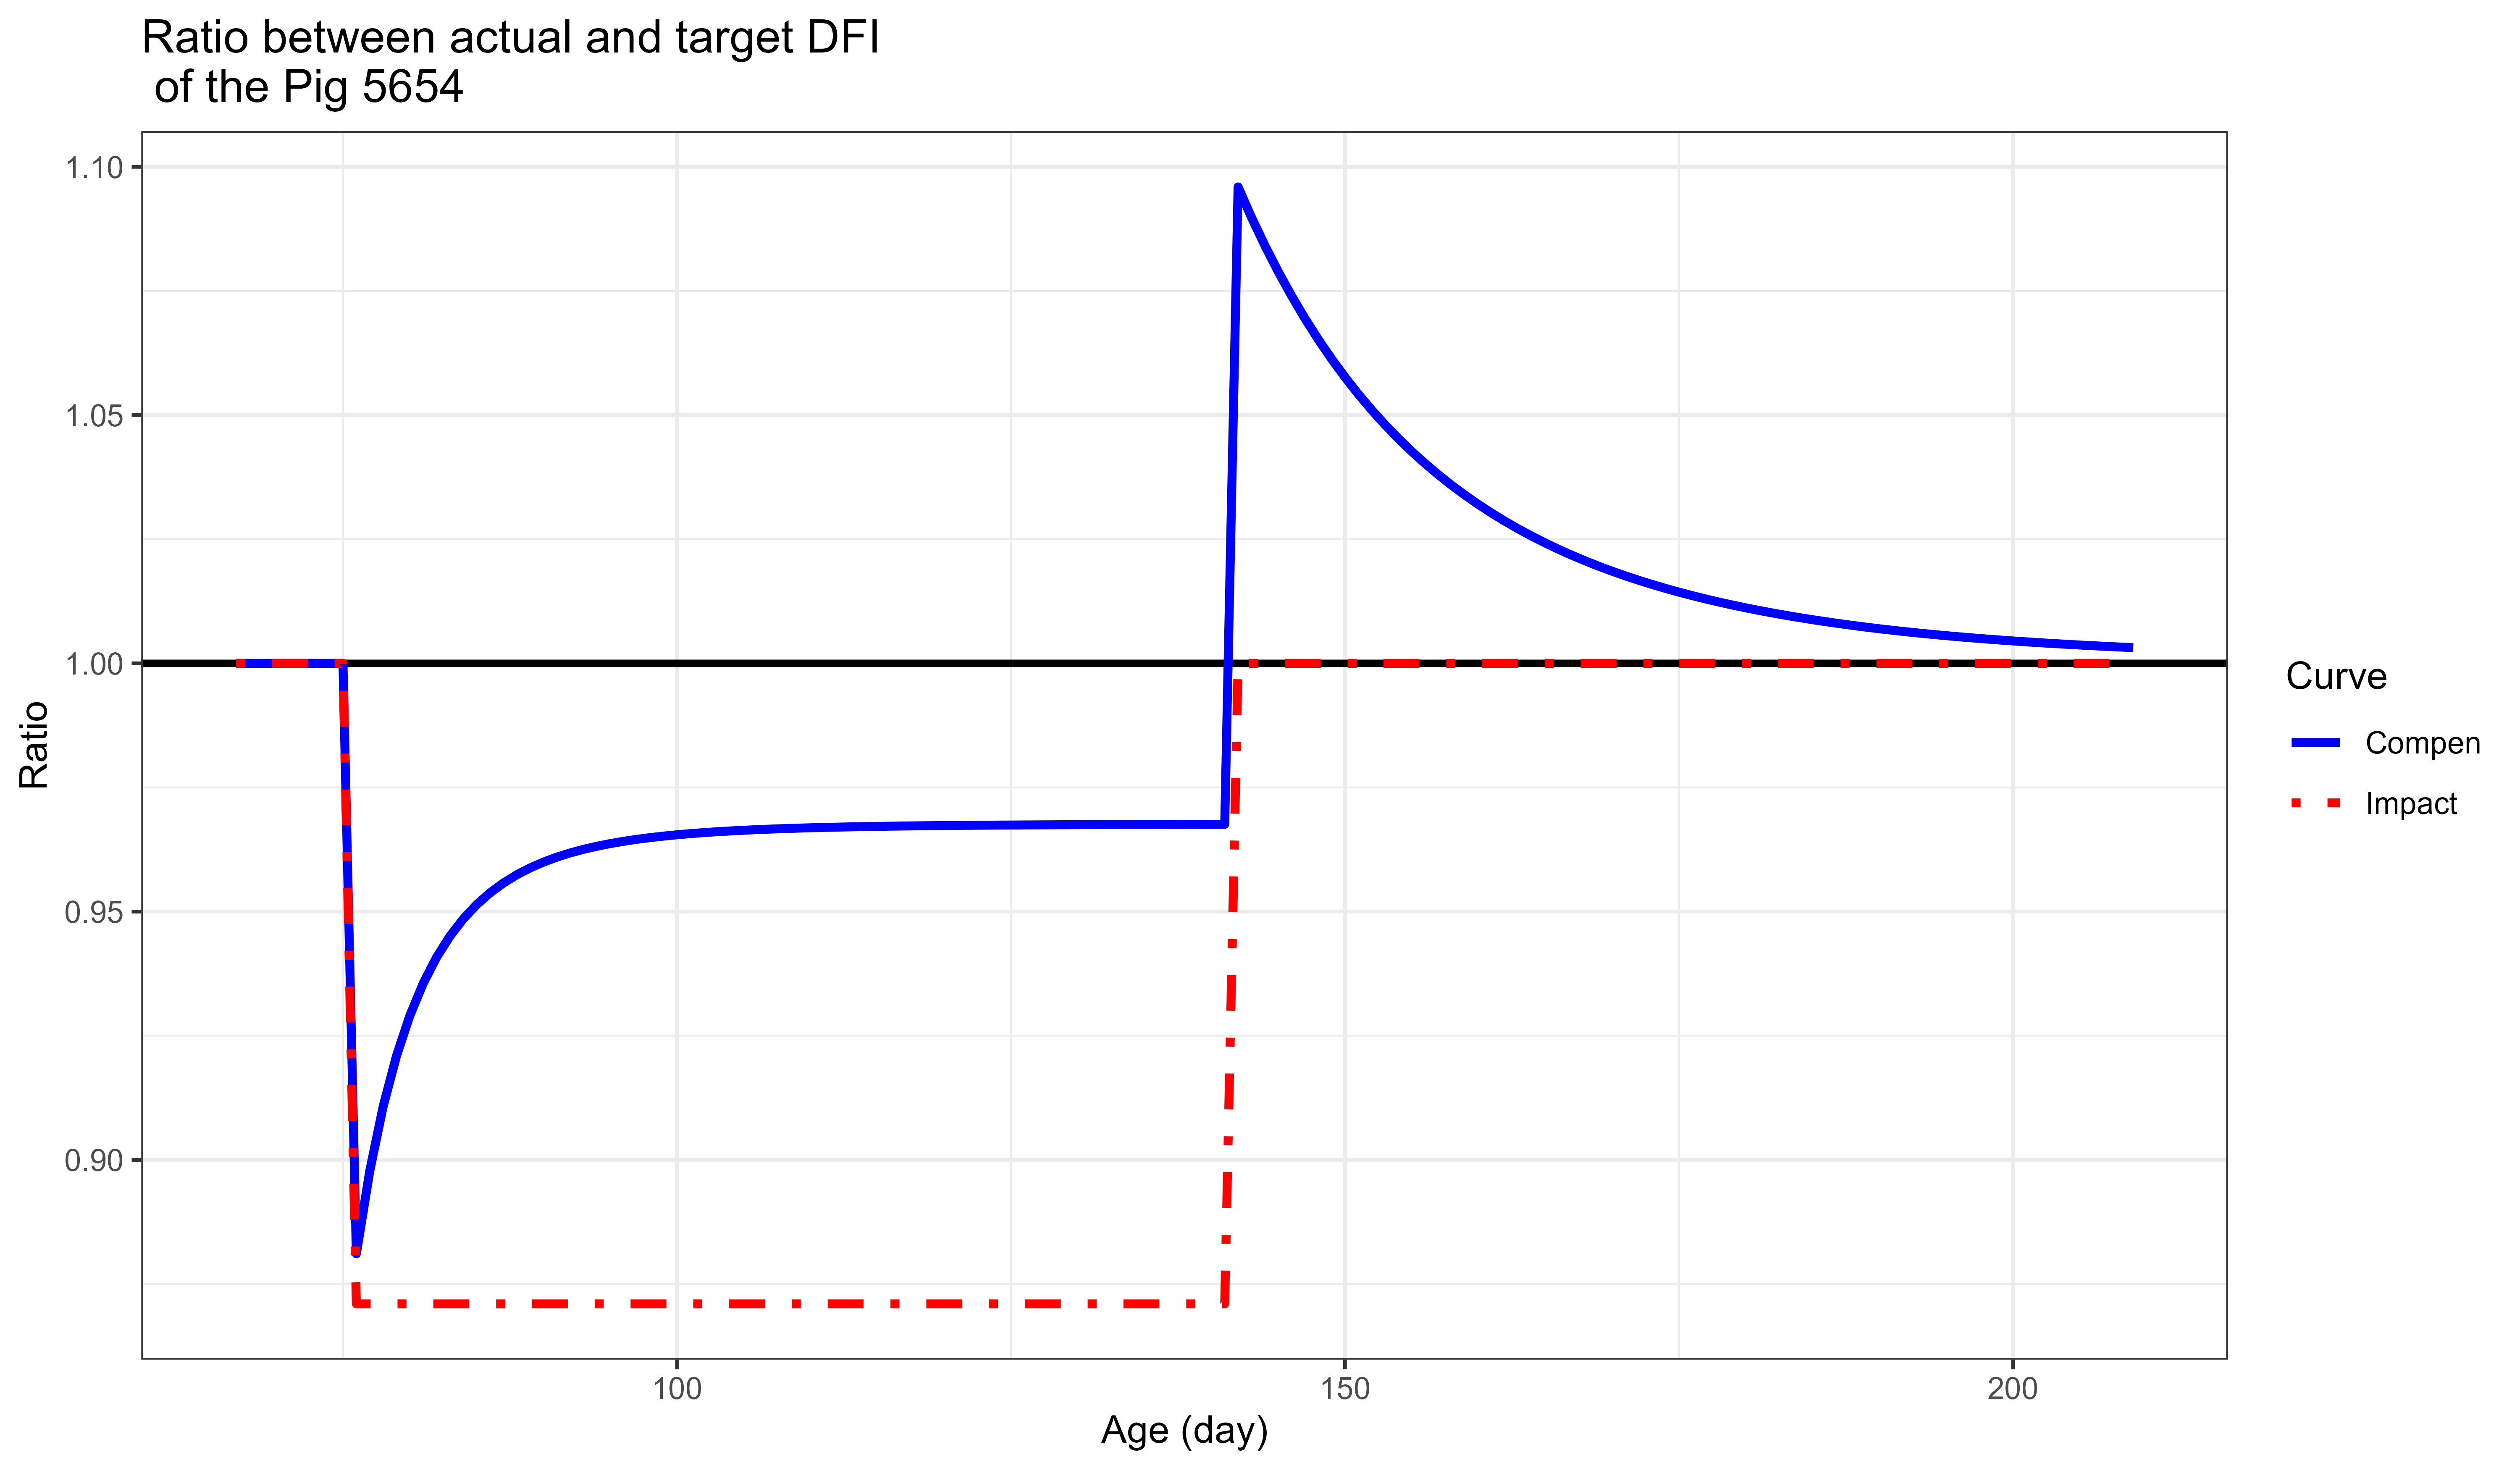 Ratio between actual and target DFI
of the Pig 5654
1.10
1.05
1.00
0.95
0.90
Ratio
100
150
200
Age (day)
Curve
Compen
Impact